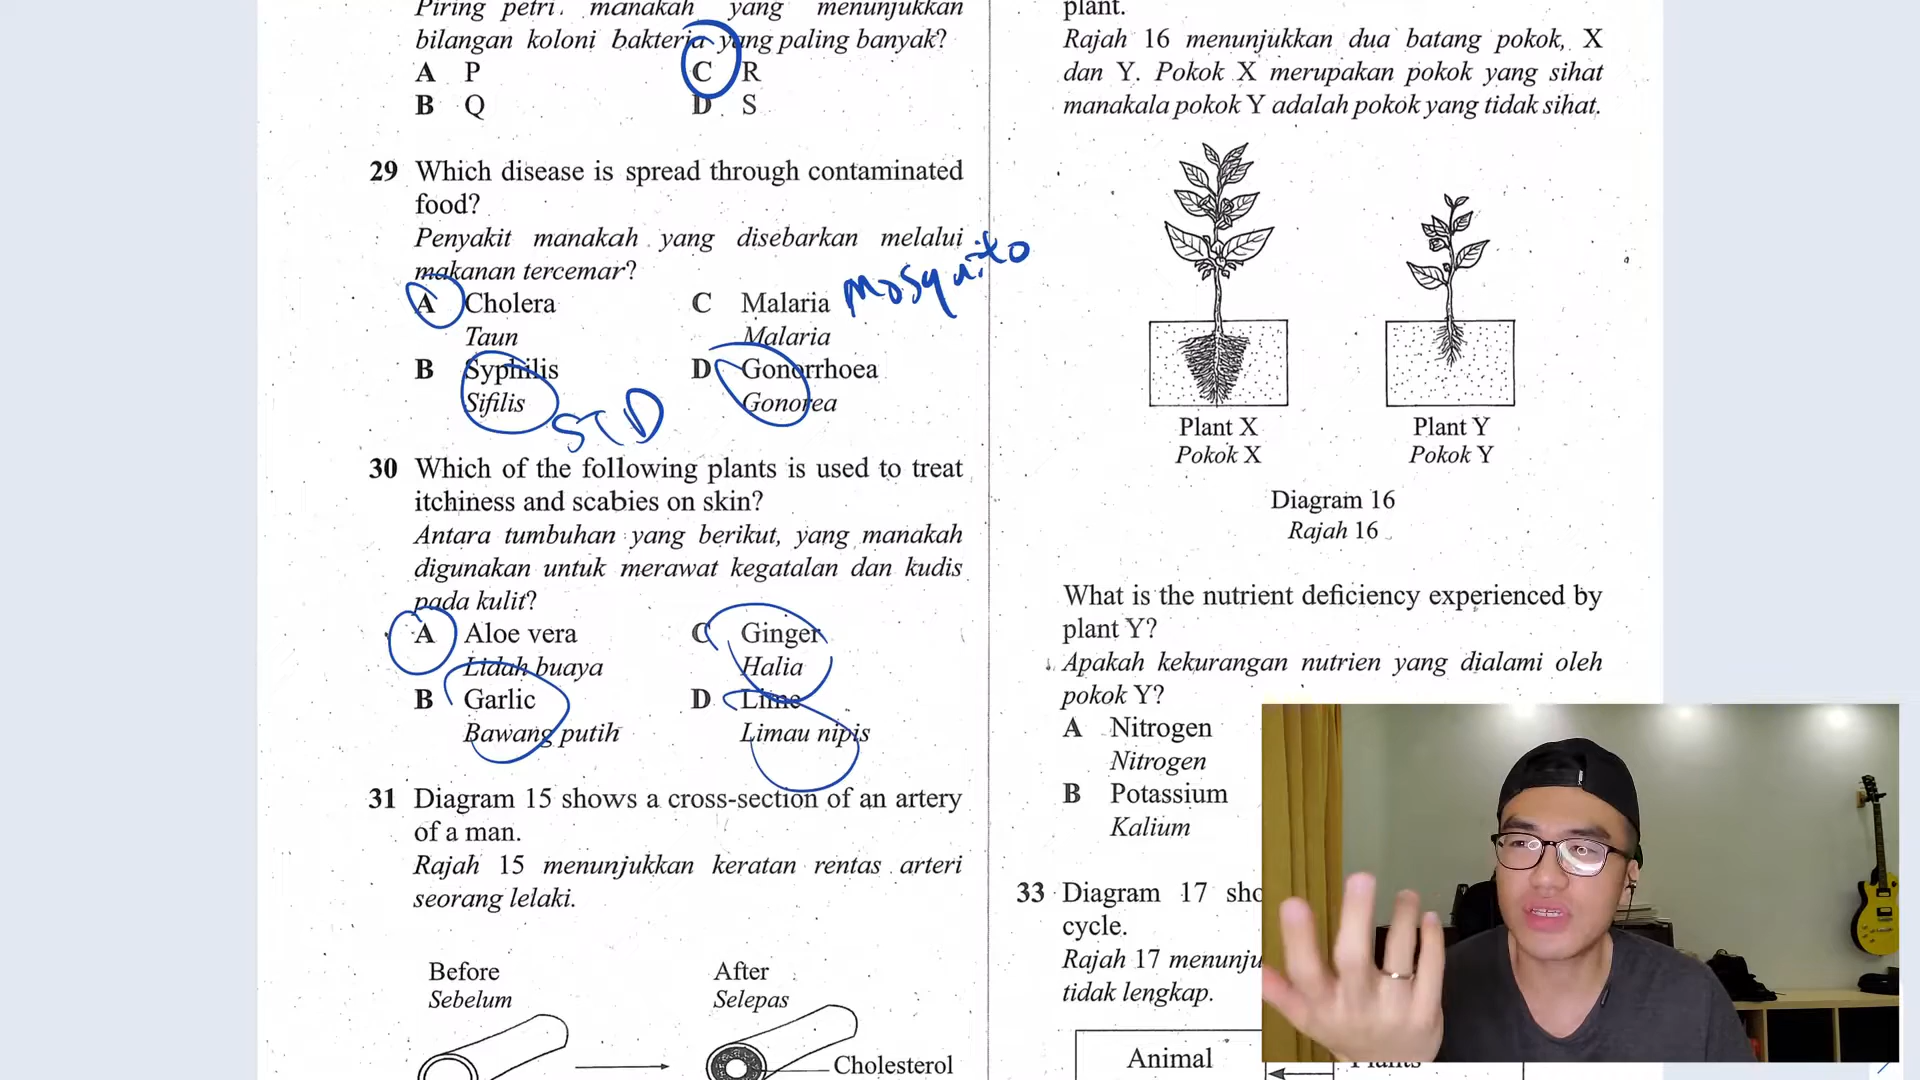 Piring petri manakah yang menunjukkan
bilangan koloni bakteria yang paling banyak?
A P C R
B Q D S
29 Which disease is spread through contaminated
food?
Penyakit manakah yang disebarkan melalui
makanan tercemar?
A Cholera C Malaria mosquito
Taun Malaria
B Syphilis D Gonorrhoea
Sifilis Gonorea
STD
30 Which of the following plants is used to treat
itchiness and scabies on skin?
Antara tumbuhan yang berikut, yang manakah
digunakan untuk merawat kegatalan dan kudis
pada kulit?
A Aloe vera C Ginger
Lidah buaya Halia
B Garlic D Lime
Bawang putih Limau nipis
31 Diagram 15 shows a cross-section of an artery
of a man.
Rajah 15 menunjukkan keratan rentas arteri
seorang lelaki.
Before After
Sebelum Selepas
Cholesterol
plant.
Rajah 16 menunjukkan dua batang pokok, X
dan Y. Pokok X merupakan pokok yang sihat
manakala pokok Y adalah pokok yang tidak sihat.
Plant X Plant Y
Pokok X Pokok Y
Diagram 16
Rajah 16
What is the nutrient deficiency experienced by
plant Y?
Apakah kekurangan nutrien yang dialami oleh
pokok Y?
A Nitrogen
Nitrogen
B Potassium
Kalium
33 Diagram 17 sho
cycle.
Rajah 17 menunju
tidak lengkap.
Animal